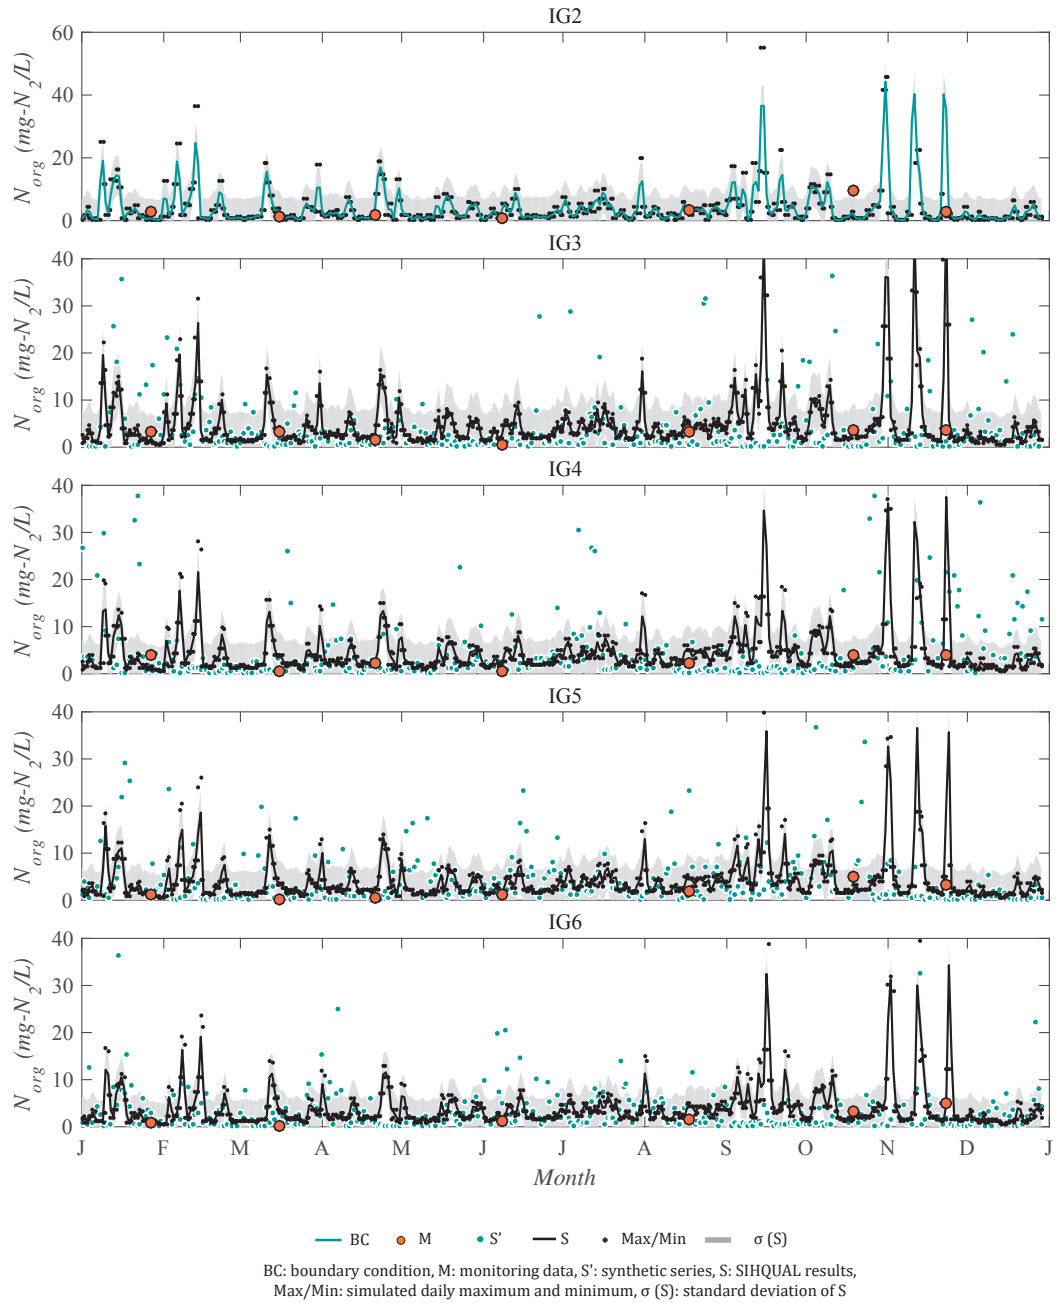 IG2
60
40
20
0
N_org (mg-N_2/L)
IG3
40
30
20
10
0
N_org (mg-N_2/L)
IG4
40
30
20
10
0
N_org (mg-N_2/L)
IG5
40
30
20
10
0
N_org (mg-N_2/L)
IG6
40
30
20
10
0
N_org (mg-N_2/L)
J F M A M J J A S O N D J
Month
BC M S' S Max/Min σ (S)
BC: boundary condition, M: monitoring data, S': synthetic series, S: SIHQUAL results,
Max/Min: simulated daily maximum and minimum, σ (S): standard deviation of S